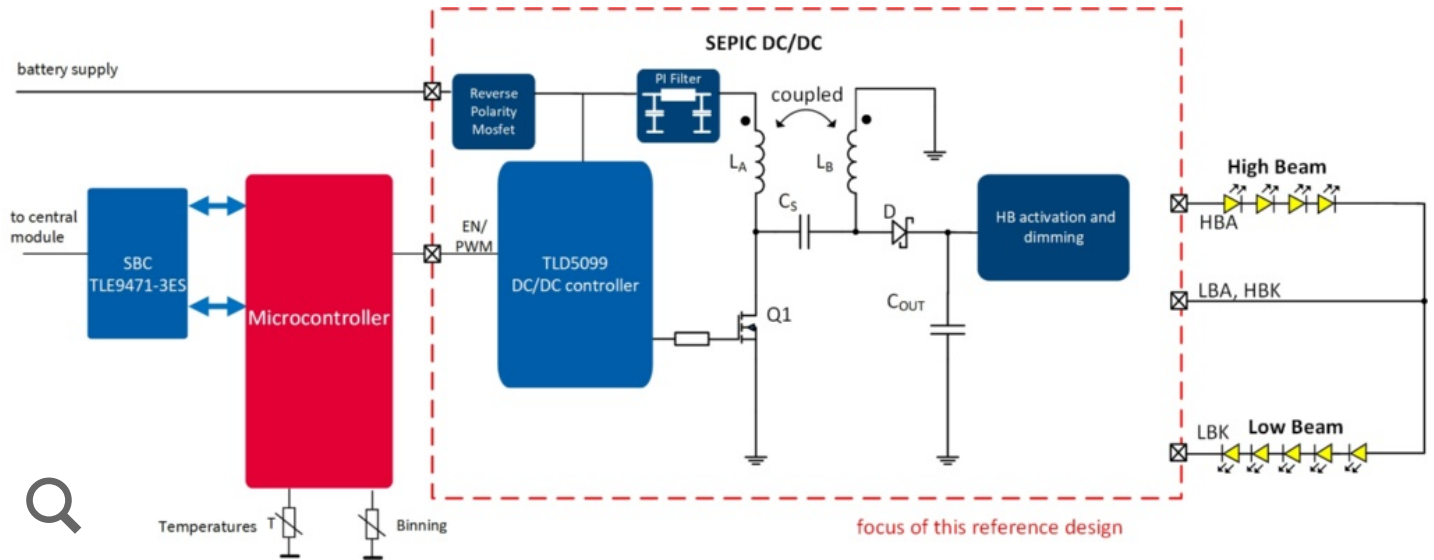 SEPIC DC/DC
battery supply
Reverse
Polarity
Mosfet
PI Filter
coupled
LA
LB
CS
D
HB activation and
dimming
High Beam
HBA
to central
module
SBC
TLE9471-3ES
Microcontroller
EN/
PWM
TLD5099
DC/DC controller
Q1
COUT
LBA, HBK
LBK
Low Beam
Temperatures
T
Binning
focus of this reference design